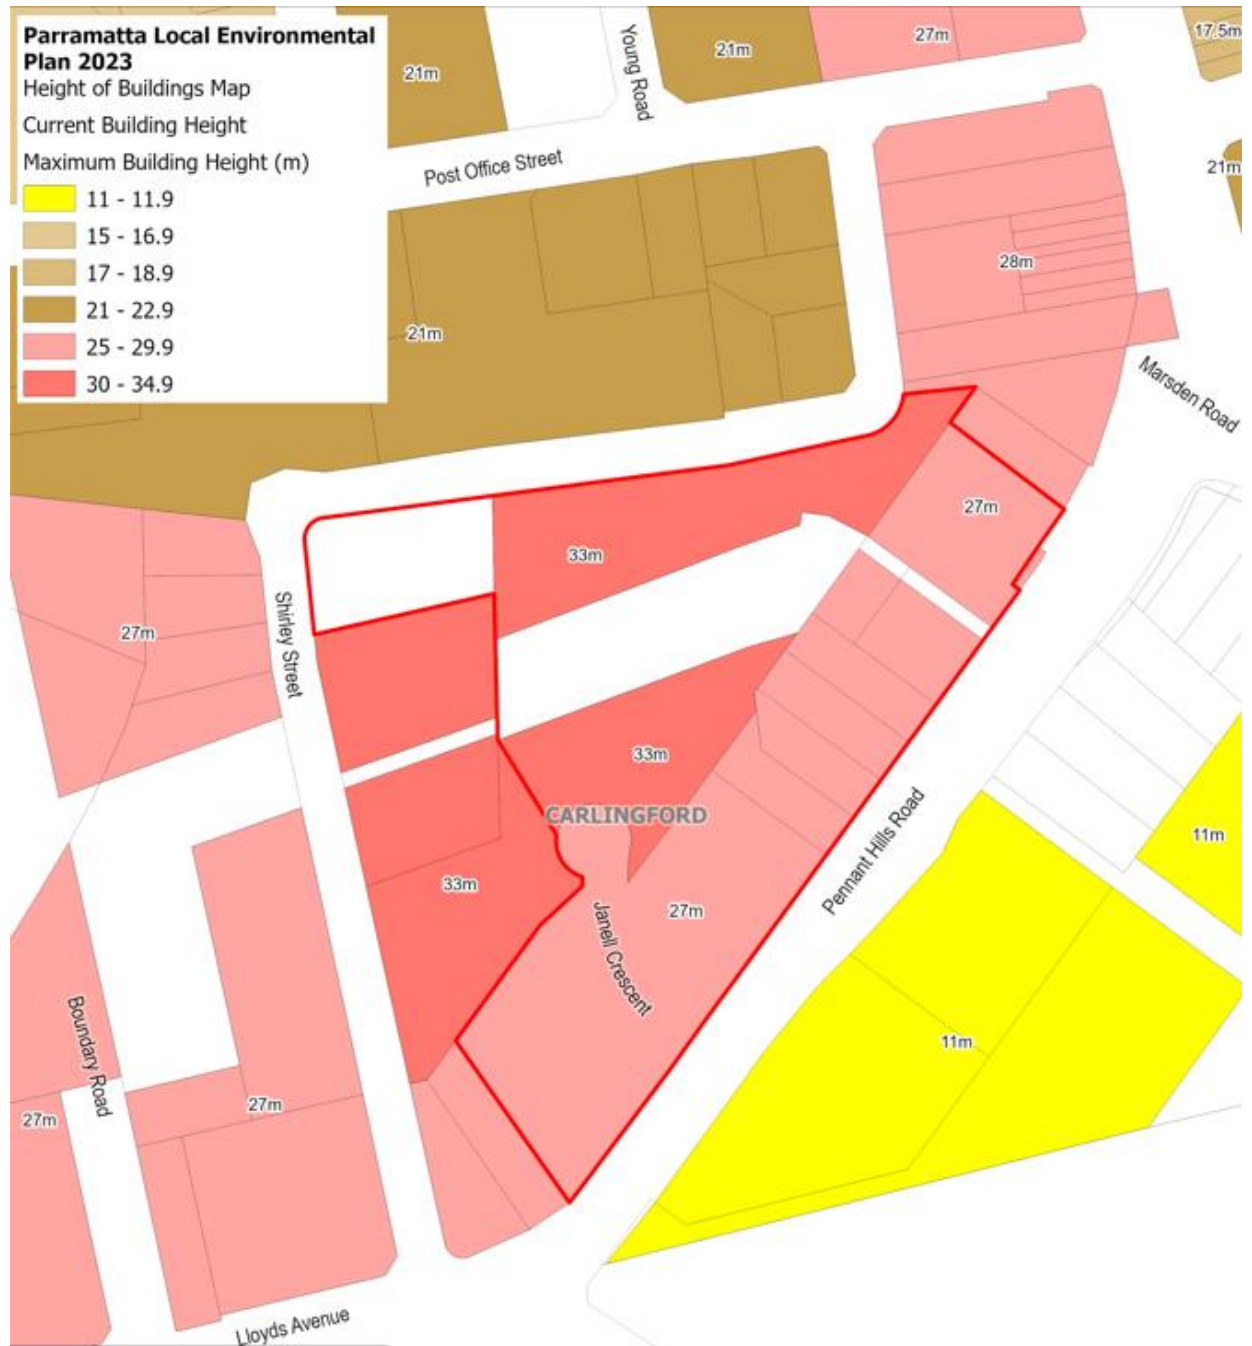 Parramatta Local Environmental
Plan 2023
Height of Buildings Map
Current Building Height
Maximum Building Height (m)
11 - 11.9
15 - 16.9
17 - 18.9
21 - 22.9
25 - 29.9
30 - 34.9
21m
Young Road
21m
27m
17.5m
Post Office Street
21m
28m
21m
Marsden Road
27m
33m
Shirley Street
27m
33m
CARLINGFORD
11m
33m
27m
Pennant Hills Road
Janell Crescent
Boundary Road
11m
27m
27m
Lloyds Avenue